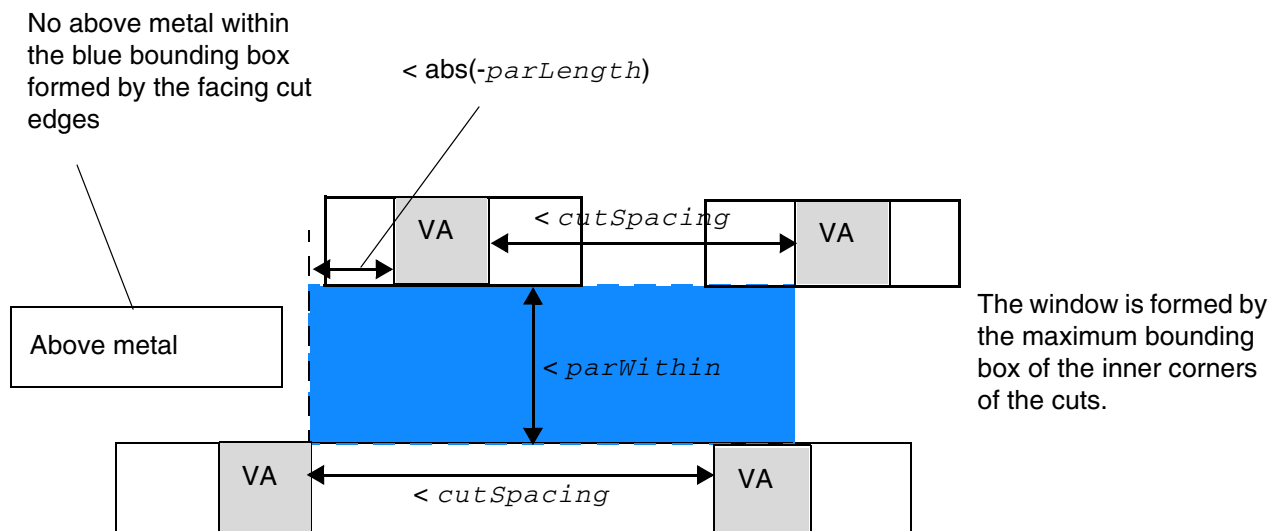 No above metal within
the blue bounding box
formed by the facing cut
edges
< abs(-parLength)
VA
< cutSpacing
VA
Above metal
< parWithin
The window is formed by
the maximum bounding
box of the inner corners
of the cuts.
VA
< cutSpacing
VA